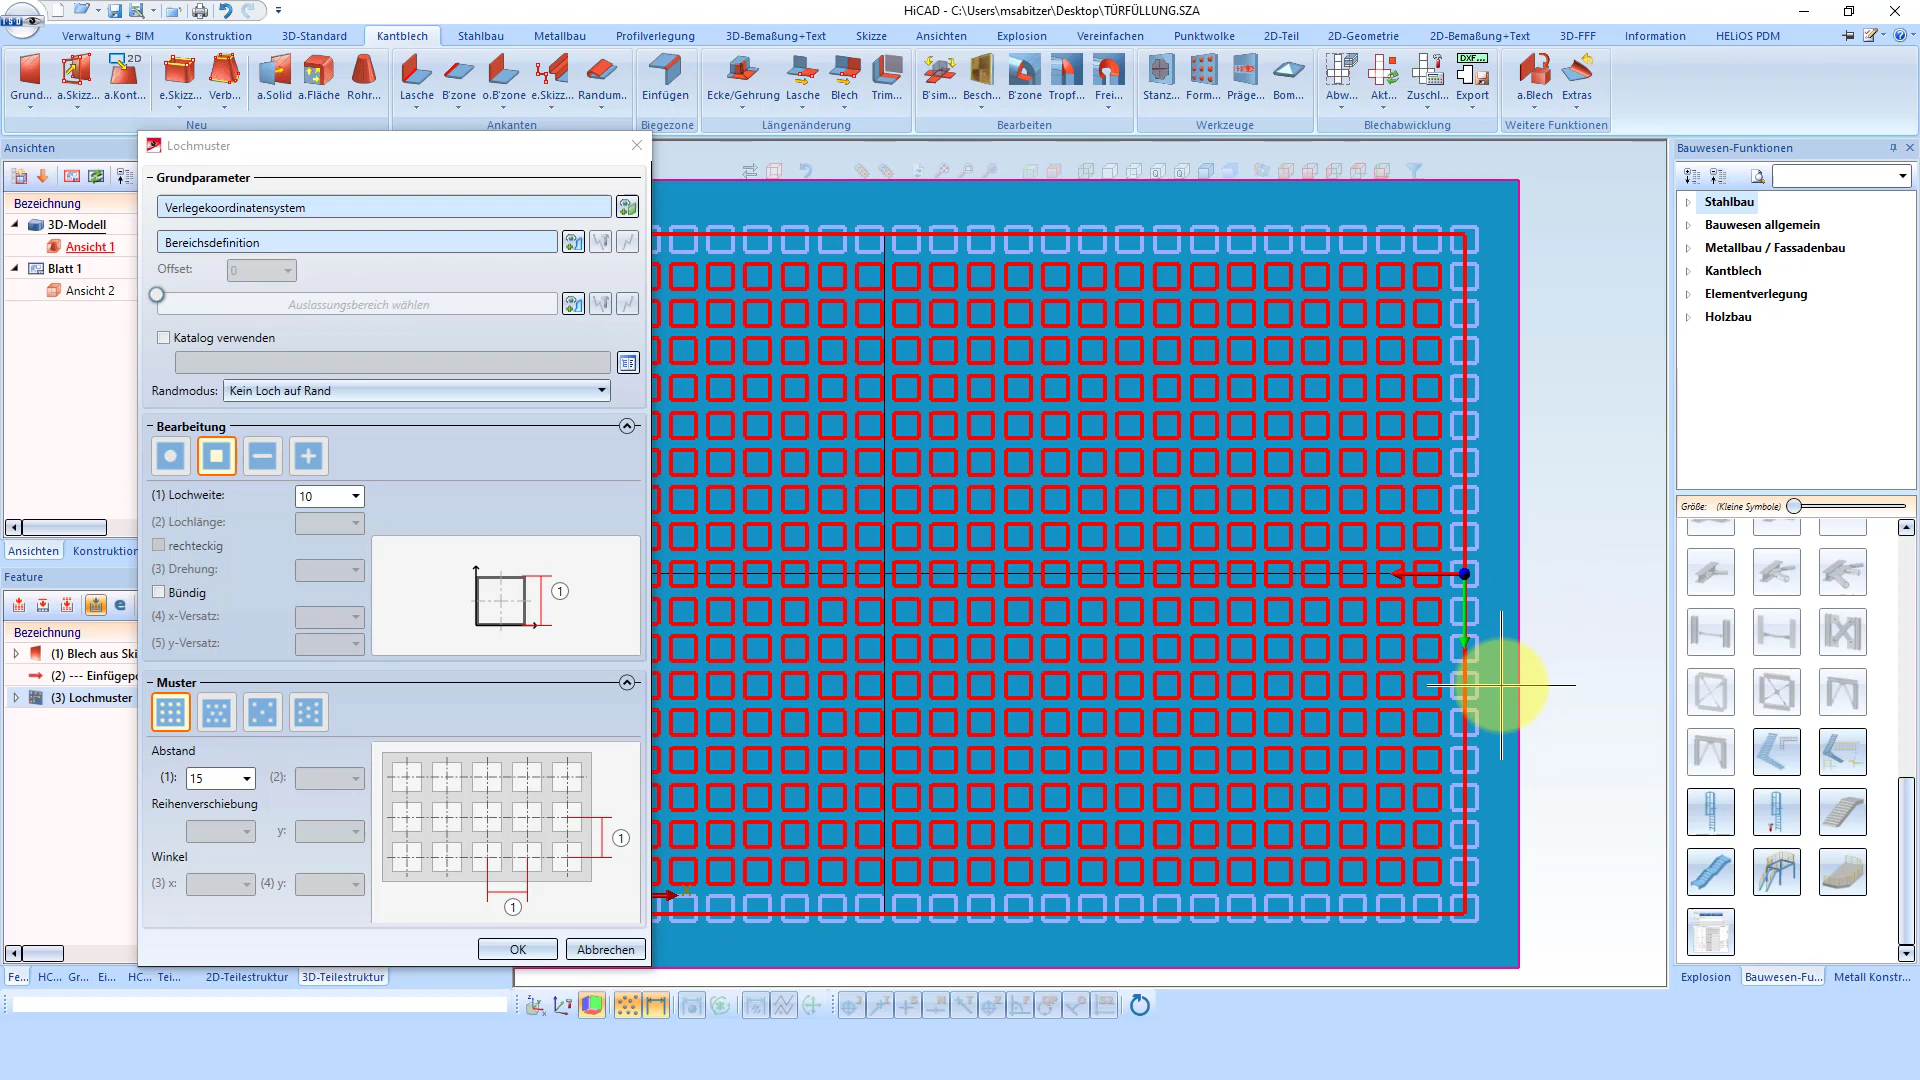 HiCAD - C:\Users\msabitzer\Desktop\TÜRFÜLLUNG.SZA
ISD
Verwaltung + BIM
Konstruktion
3D-Standard
Kantblech
Stahlbau
Metallbau
Profilverlegung
3D-Bemaßung+Text
Skizze
Ansichten
Explosion
Vereinfachen
Punktwolke
2D-Teil
2D-Geometrie
2D-Bemaßung+Text
3D-FFF
Information
HELiOS PDM
2D
DXF...
Grund...
a.Skizz...
a.Kont...
e.Skizz...
Verb...
a.Solid
a.Fläche
Rohr...
Lasche
B'zone
o.B'zone
e.Skizz...
Randum...
Einfügen
Ecke/Gehrung
Lasche
Blech
Trim...
B'sim...
Besch...
B'zone
Tropf...
Frei...
Stanz...
Form...
Präge...
Bom...
Abw...
Akt...
Zuschl...
Export
a.Blech
Extras
Neu
Ankanten
Biegezone
Längenänderung
Bearbeiten
Werkzeuge
Blechabwicklung
Weitere Funktionen
Ansichten
Bezeichnung
3D-Modell
Ansicht 1
Blatt 1
Ansicht 2
Ansichten
Konstruktion
Feature
Bezeichnung
(1) Blech aus Ski
(2) --- Einfügepo
(3) Lochmuster
Lochmuster
Grundparameter
Verlegekoordinatensystem
Bereichsdefinition
Offset:
0
Auslassungsbereich wählen
Katalog verwenden
Randmodus:
Kein Loch auf Rand
Bearbeitung
(1) Lochweite:
10
(2) Lochlänge:
rechteckig
(3) Drehung:
Bündig
(4) x-Versatz:
(5) y-Versatz:
1
Muster
Abstand
(1):
15
(2):
Reihenverschiebung
y:
Winkel
(3) x:
(4) y:
1
1
OK
Abbrechen
Fe...
HC...
Gr...
Ei...
HC...
Tei...
2D-Teilestruktur
3D-Teilestruktur
Bauwesen-Funktionen
Stahlbau
Bauwesen allgemein
Metallbau / Fassadenbau
Kantblech
Elementverlegung
Holzbau
Größe:
(Kleine Symbole)
Explosion
Bauwesen-Fu...
Metall Konstr...